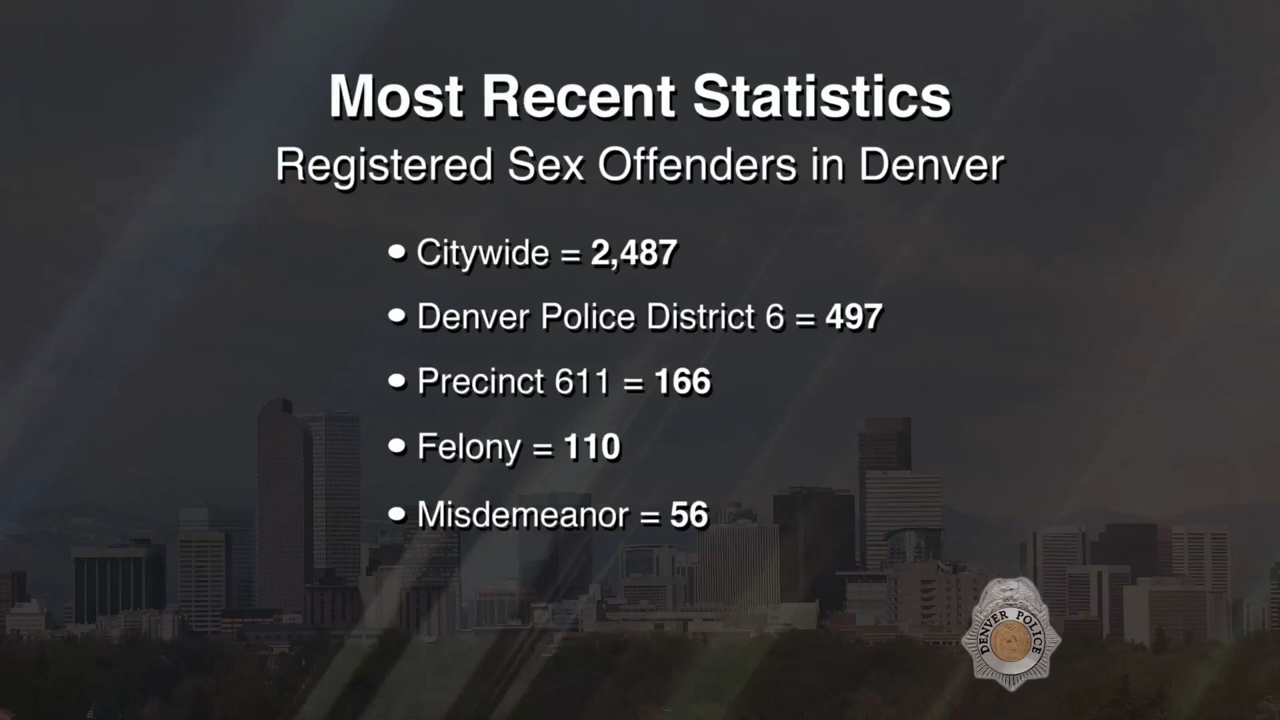 Most Recent Statistics
Registered Sex Offenders in Denver
• Citywide = 2,487
• Denver Police District 6 = 497
• Precinct 611 = 166
• Felony = 110
• Misdemeanor = 56
DENVER POLICE